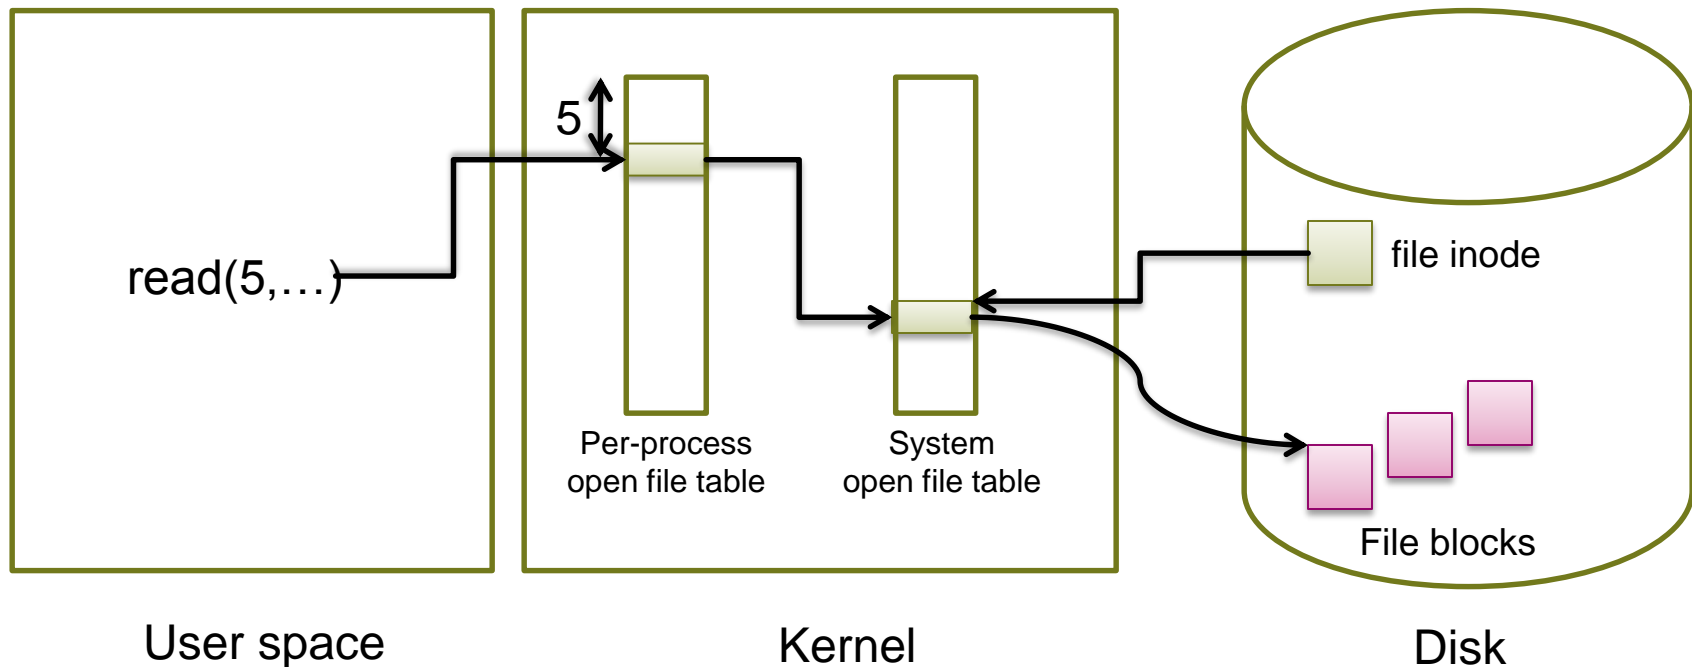 5
read(5,…)
file inode
Per-process
open file table
System
open file table
File blocks
User space
Kernel
Disk